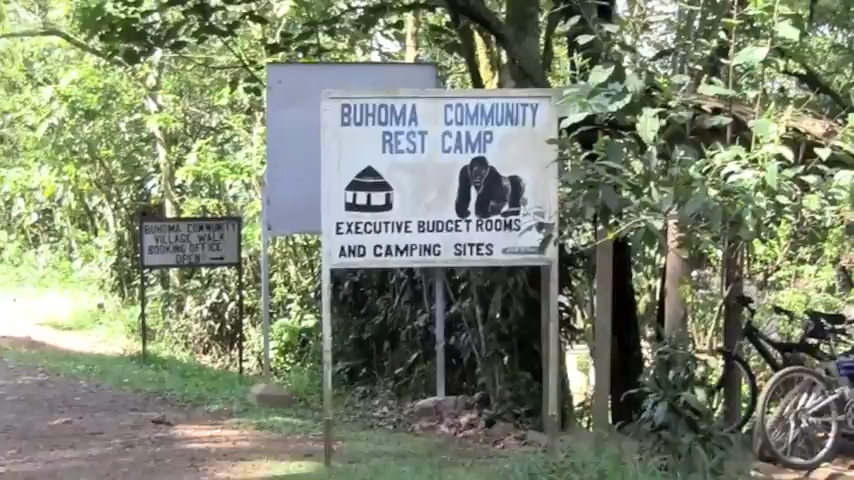 BUHOMA COMMUNITY
REST CAMP
EXECUTIVE BUDGET ROOMS
AND CAMPING SITES
BUHOMA COMMUNITY
VILLAGE WALK
BOOKING OFFICE
OPEN